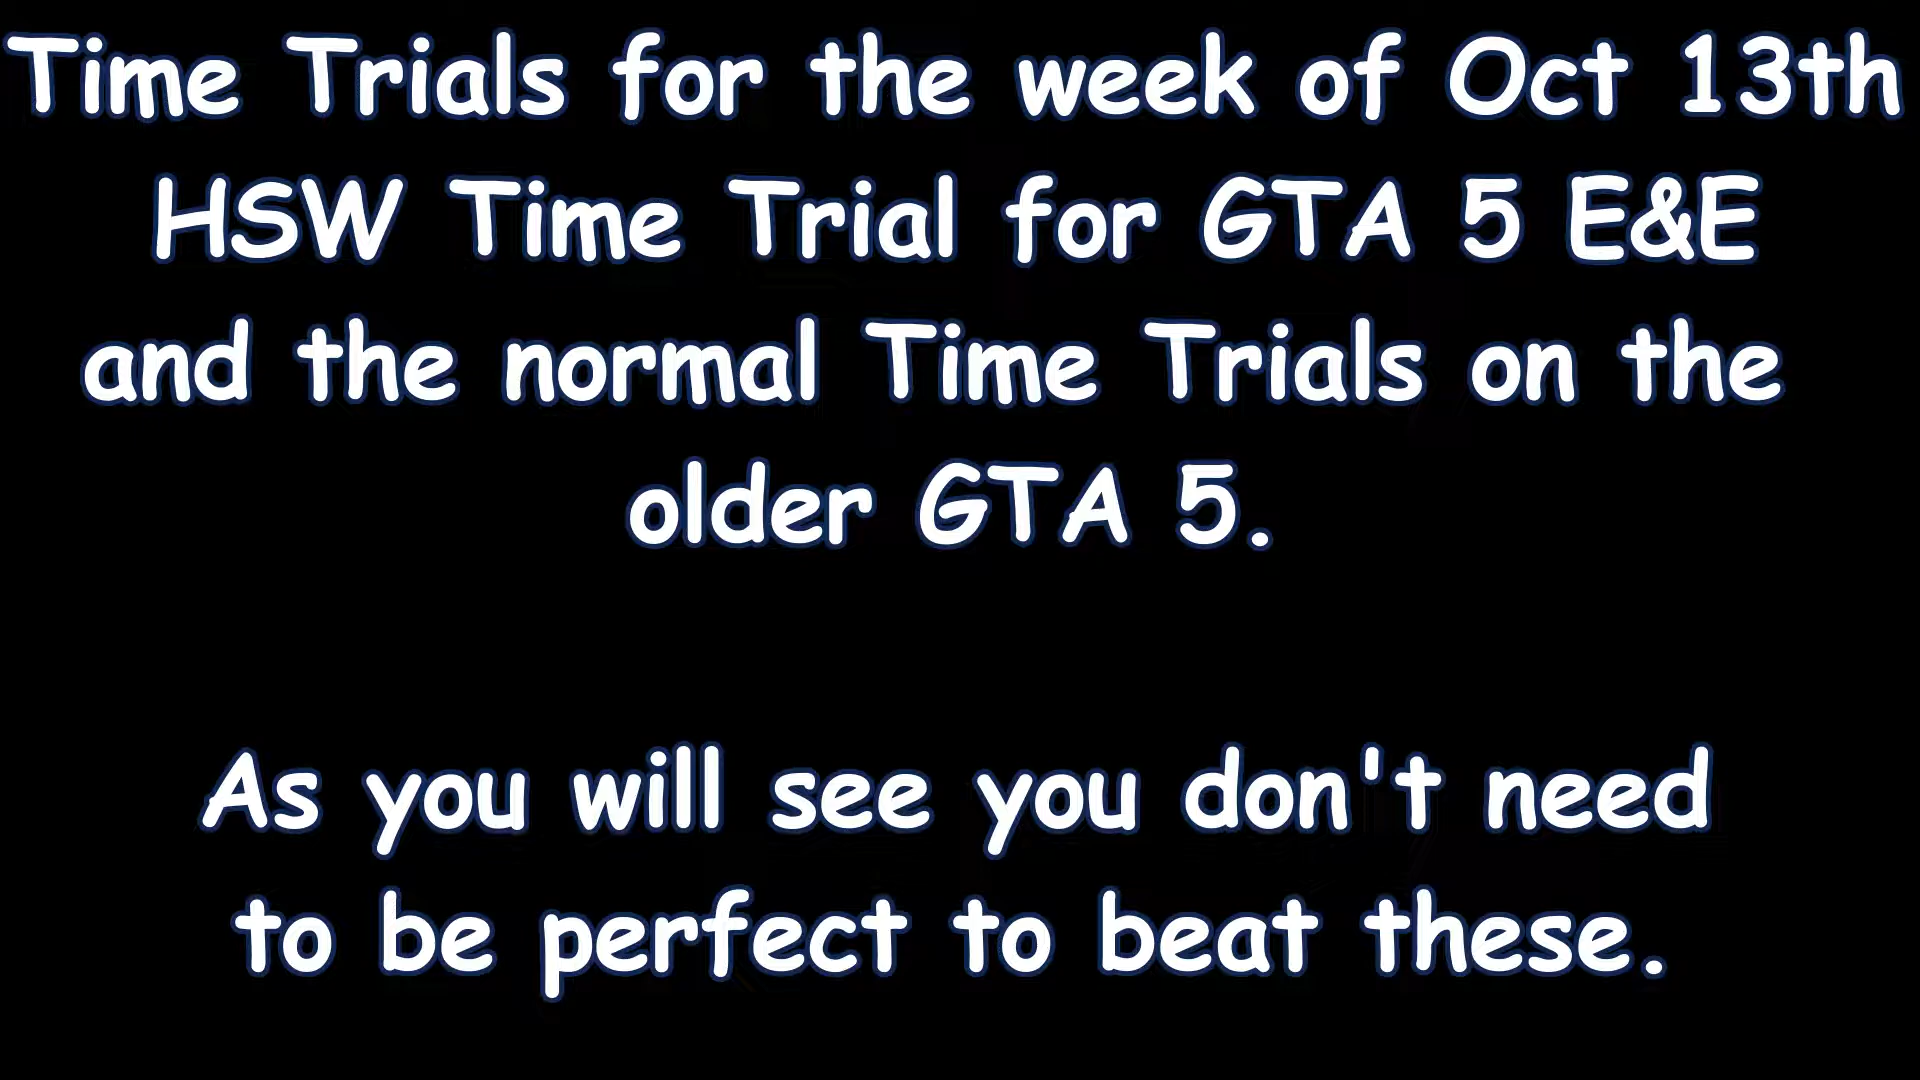 Time Trials for the week of Oct 13th
HSW Time Trial for GTA 5 E&E
and the normal Time Trials on the
older GTA 5.
As you will see you don't need
to be perfect to beat these.